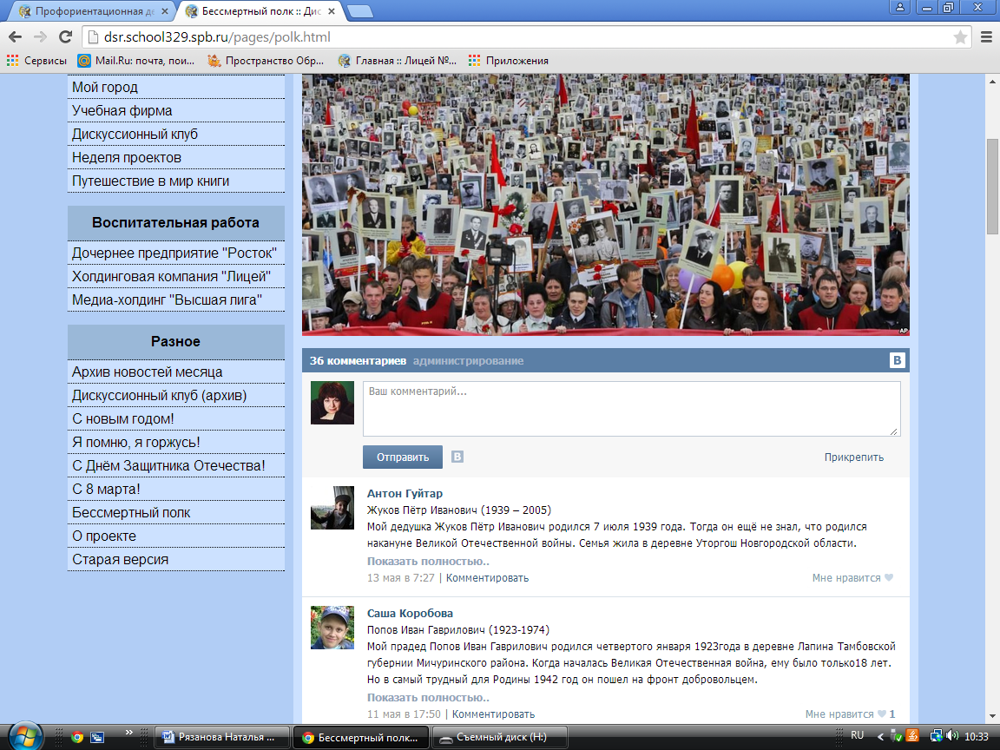 Профориентационная де
Бессмертный полк :: Дис
dsr.school329.spb.ru/pages/polk.html
Сервисы
Mail.Ru: почта, пои...
Пространство Обр...
Главная :: Лицей №...
Приложения
Мой город
Учебная фирма
Дискуссионный клуб
Неделя проектов
Путешествие в мир книги
Воспитательная работа
Дочернее предприятие "Росток"
Холдинговая компания "Лицей"
Медиа-холдинг "Высшая лига"
Разное
Архив новостей месяца
Дискуссионный клуб (архив)
С новым годом!
Я помню, я горжусь!
С Днём Защитника Отечества!
С 8 марта!
Бессмертный полк
О проекте
Старая версия
AP
36 комментариев администрирование
B
Ваш комментарий...
Отправить
B
Прикрепить
Антон Гуйтар
Жуков Пётр Иванович (1939 – 2005)
Мой дедушка Жуков Пётр Иванович родился 7 июля 1939 года. Тогда он ещё не знал, что родился
накануне Великой Отечественной войны. Семья жила в деревне Уторгош Новгородской области.
Показать полностью..
13 мая в 7:27 | Комментировать
Мне нравится
Саша Коробова
Попов Иван Гаврилович (1923-1974)
Мой прадед Попов Иван Гаврилович родился четвертого января 1923года в деревне Лапина Тамбовской
губернии Мичуринского района. Когда началась Великая Отечественная война, ему было только18 лет.
Но в самый трудный для Родины 1942 год он пошел на фронт добровольцем.
Показать полностью..
11 мая в 17:50 | Комментировать
Мне нравится 1
Рязанова Наталья ...
Бессмертный полк...
Съемный диск (H:)
RU
10:33